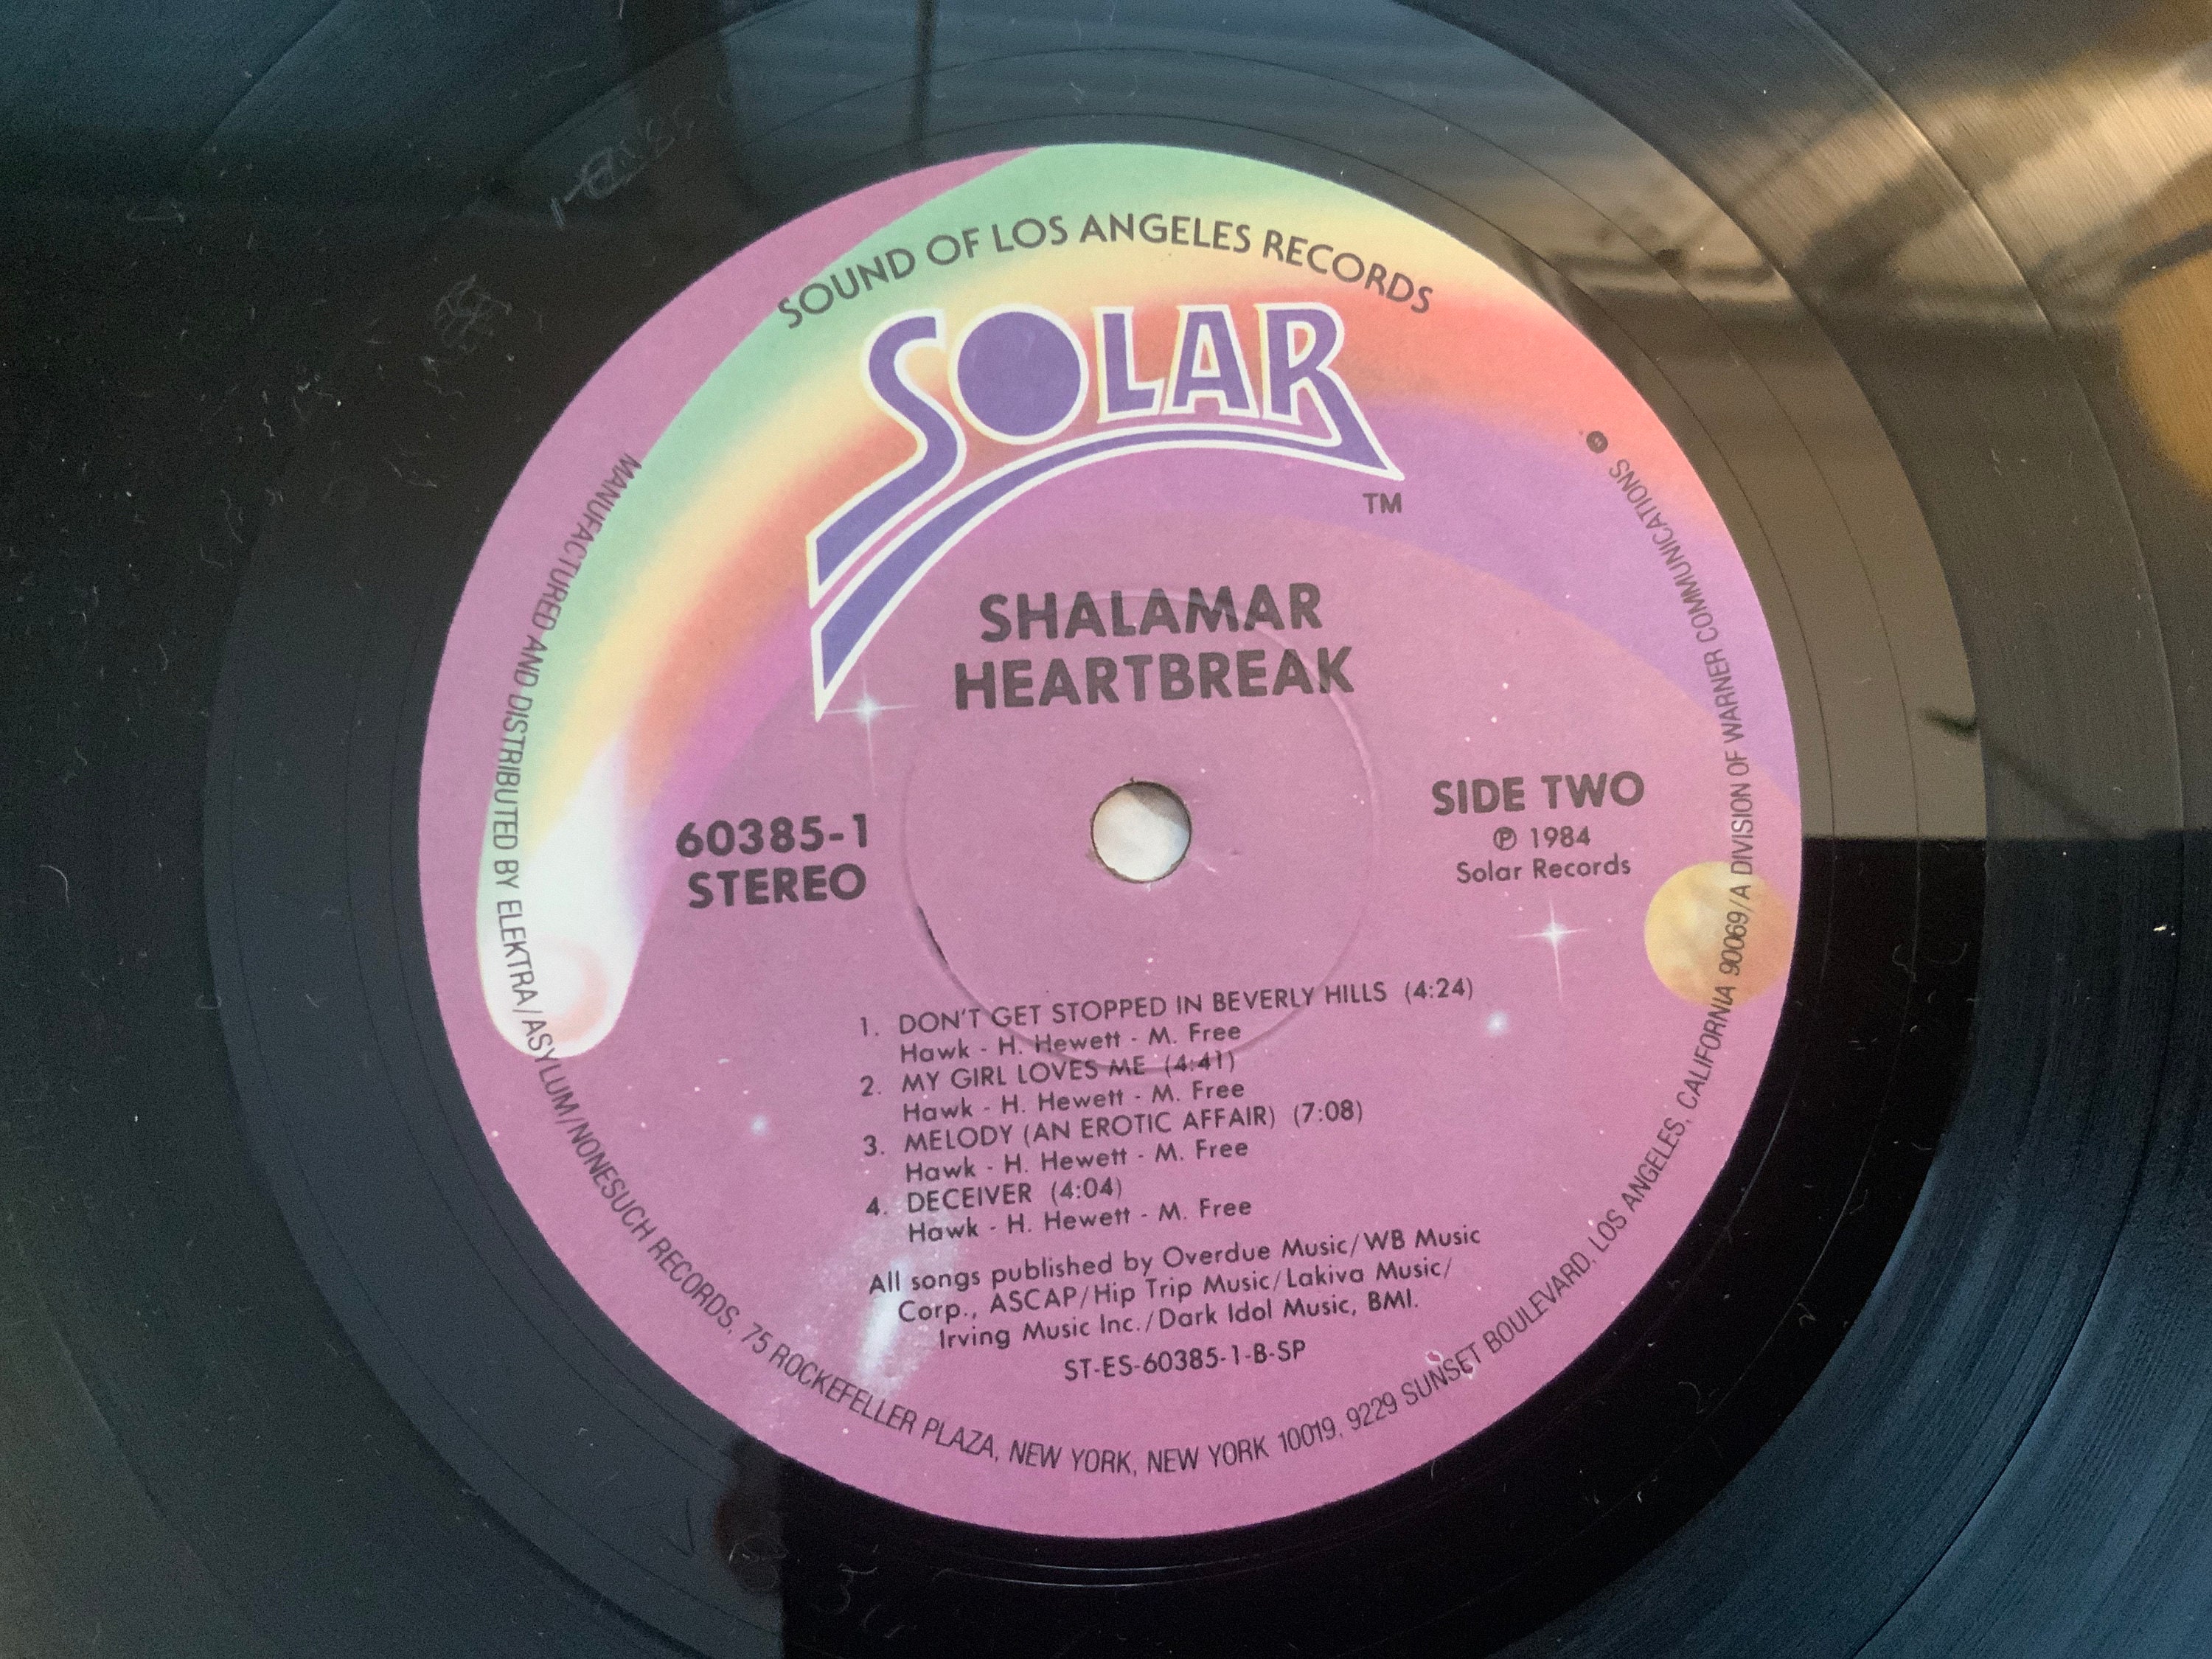 SOUND OF LOS ANGELES RECORDS
SOLAR
TM
SHALAMAR
HEARTBREAK
60385-1
STEREO
SIDE TWO
℗ 1984
Solar Records
1. DON'T GET STOPPED IN BEVERLY HILLS (4:24)
Hawk - H. Hewett - M. Free
2. MY GIRL LOVES ME (4:41)
Hawk - H. Hewett - M. Free
3. MELODY (AN EROTIC AFFAIR) (7:08)
Hawk - H. Hewett - M. Free
4. DECEIVER (4:04)
Hawk - H. Hewett - M. Free
All songs published by Overdue Music/WB Music
Corp., ASCAP/Hip Trip Music/Lakiva Music/
Irving Music Inc./Dark Idol Music, BMI.
ST-ES-60385-1-B-SP
MANUFACTURED AND DISTRIBUTED BY ELEKTRA/ASYLUM/NONESUCH RECORDS, 75 ROCKEFELLER PLAZA, NEW YORK, NEW YORK 10019, 9229 SUNSET BOULEVARD, LOS ANGELES, CALIFORNIA 90069/A DIVISION OF WARNER COMMUNICATIONS